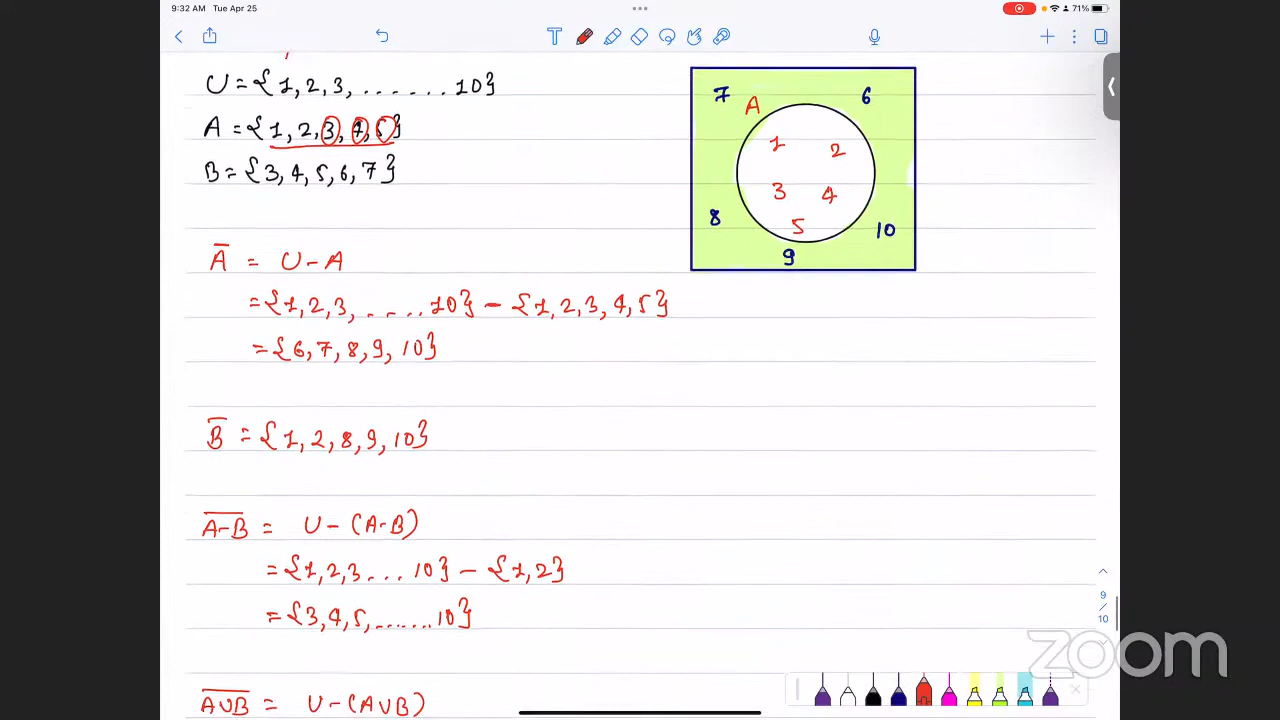 9:32 AM Tue Apr 25
71%
U = {1, 2, 3, ....... 10}
A = {1, 2, 3, 4, 5}
B = {3, 4, 5, 6, 7}
7 A 6
1 2
3 4
8 5 10
9
A̅ = U - A
= {1, 2, 3, ...... 10} - {1, 2, 3, 4, 5}
= {6, 7, 8, 9, 10}
B̅ = {1, 2, 8, 9, 10}
A̅-̅B̅ = U - (A-B)
= {1, 2, 3 .... 10} - {1, 2}
= {3, 4, 5, ....... 10}
9
/
10
zoom
A̅∪̅B̅ = U - (A∪B)